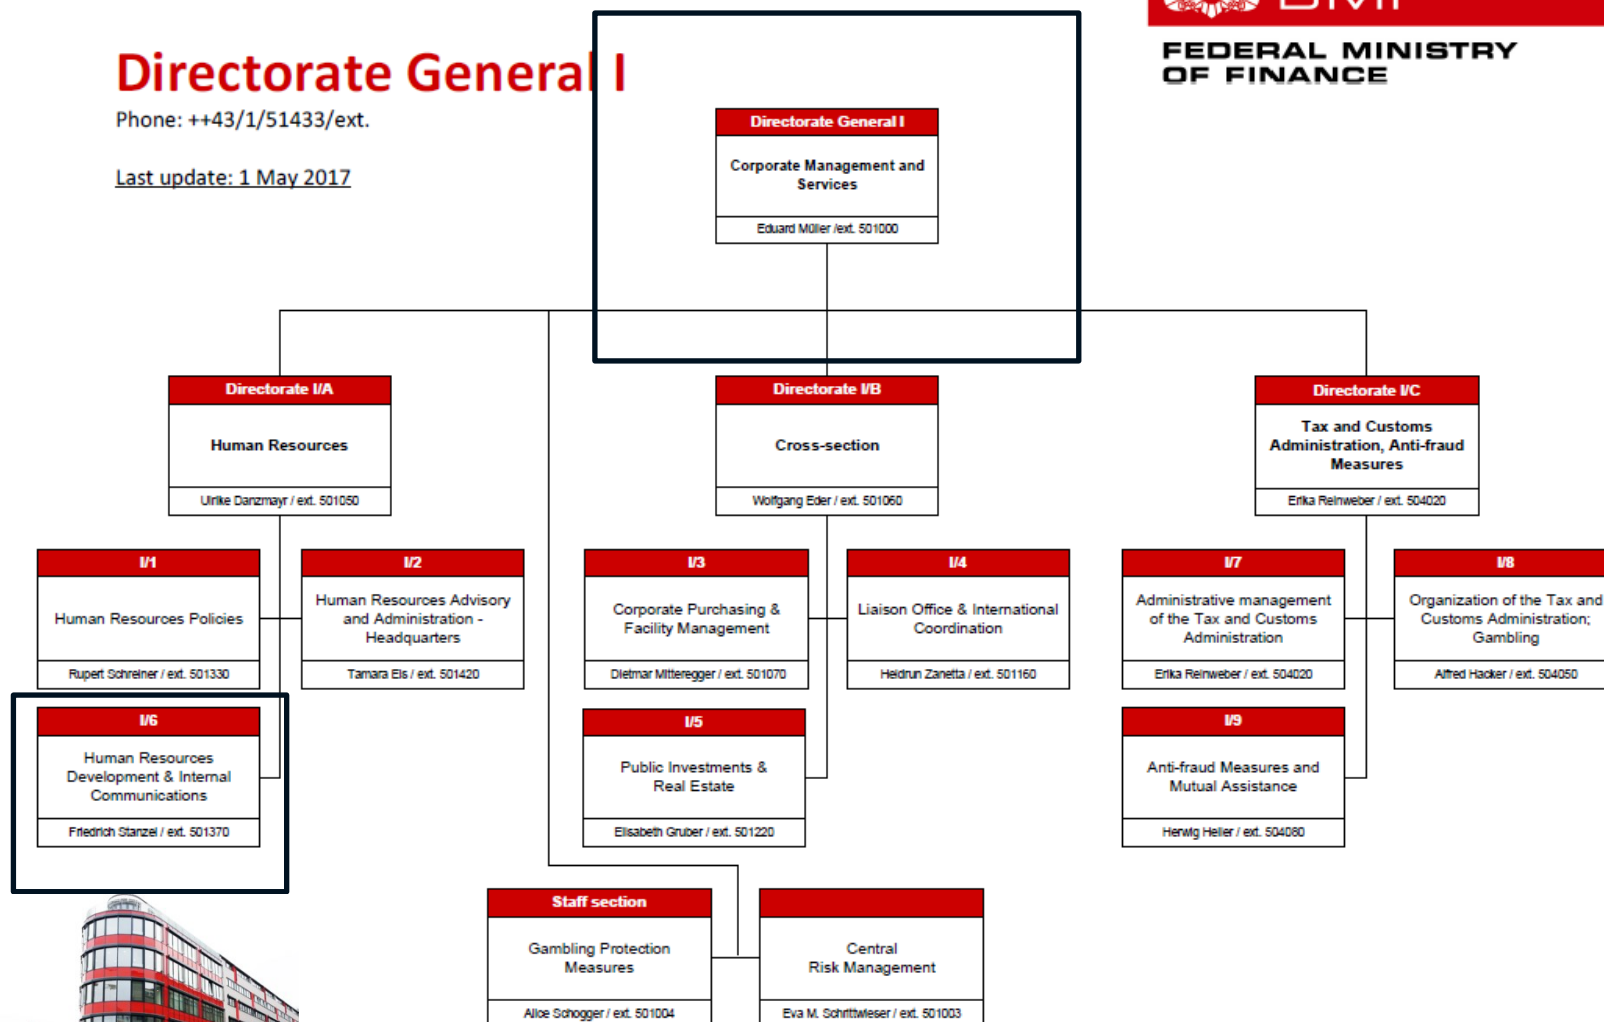 BMF
FEDERAL MINISTRY
OF FINANCE
Directorate General I
Phone: ++43/1/51433/ext.
Last update: 1 May 2017
Directorate General I
Corporate Management and
Services
Eduard Müller /ext. 501000
Directorate I/A
Human Resources
Ulrike Danzmayr / ext. 501050
Directorate I/B
Cross-section
Wolfgang Eder / ext. 501060
Directorate I/C
Tax and Customs
Administration, Anti-fraud
Measures
Erika Reinweber / ext. 504020
I/1
Human Resources Policies
Rupert Schreiner / ext. 501330
I/2
Human Resources Advisory
and Administration -
Headquarters
Tamara Els / ext. 501420
I/3
Corporate Purchasing &
Facility Management
Dietmar Mitteregger / ext. 501070
I/4
Liaison Office & International
Coordination
Heidrun Zanetta / ext. 501160
I/7
Administrative management
of the Tax and Customs
Administration
Erika Reinweber / ext. 504020
I/8
Organization of the Tax and
Customs Administration;
Gambling
Alfred Hacker / ext. 504050
I/6
Human Resources
Development & Internal
Communications
Friedrich Stanzel / ext. 501370
I/5
Public Investments &
Real Estate
Elisabeth Gruber / ext. 501220
I/9
Anti-fraud Measures and
Mutual Assistance
Herwig Heller / ext. 504080
Staff section
Gambling Protection
Measures
Alice Schogger / ext. 501004
Central
Risk Management
Eva M. Schrittwieser / ext. 501003